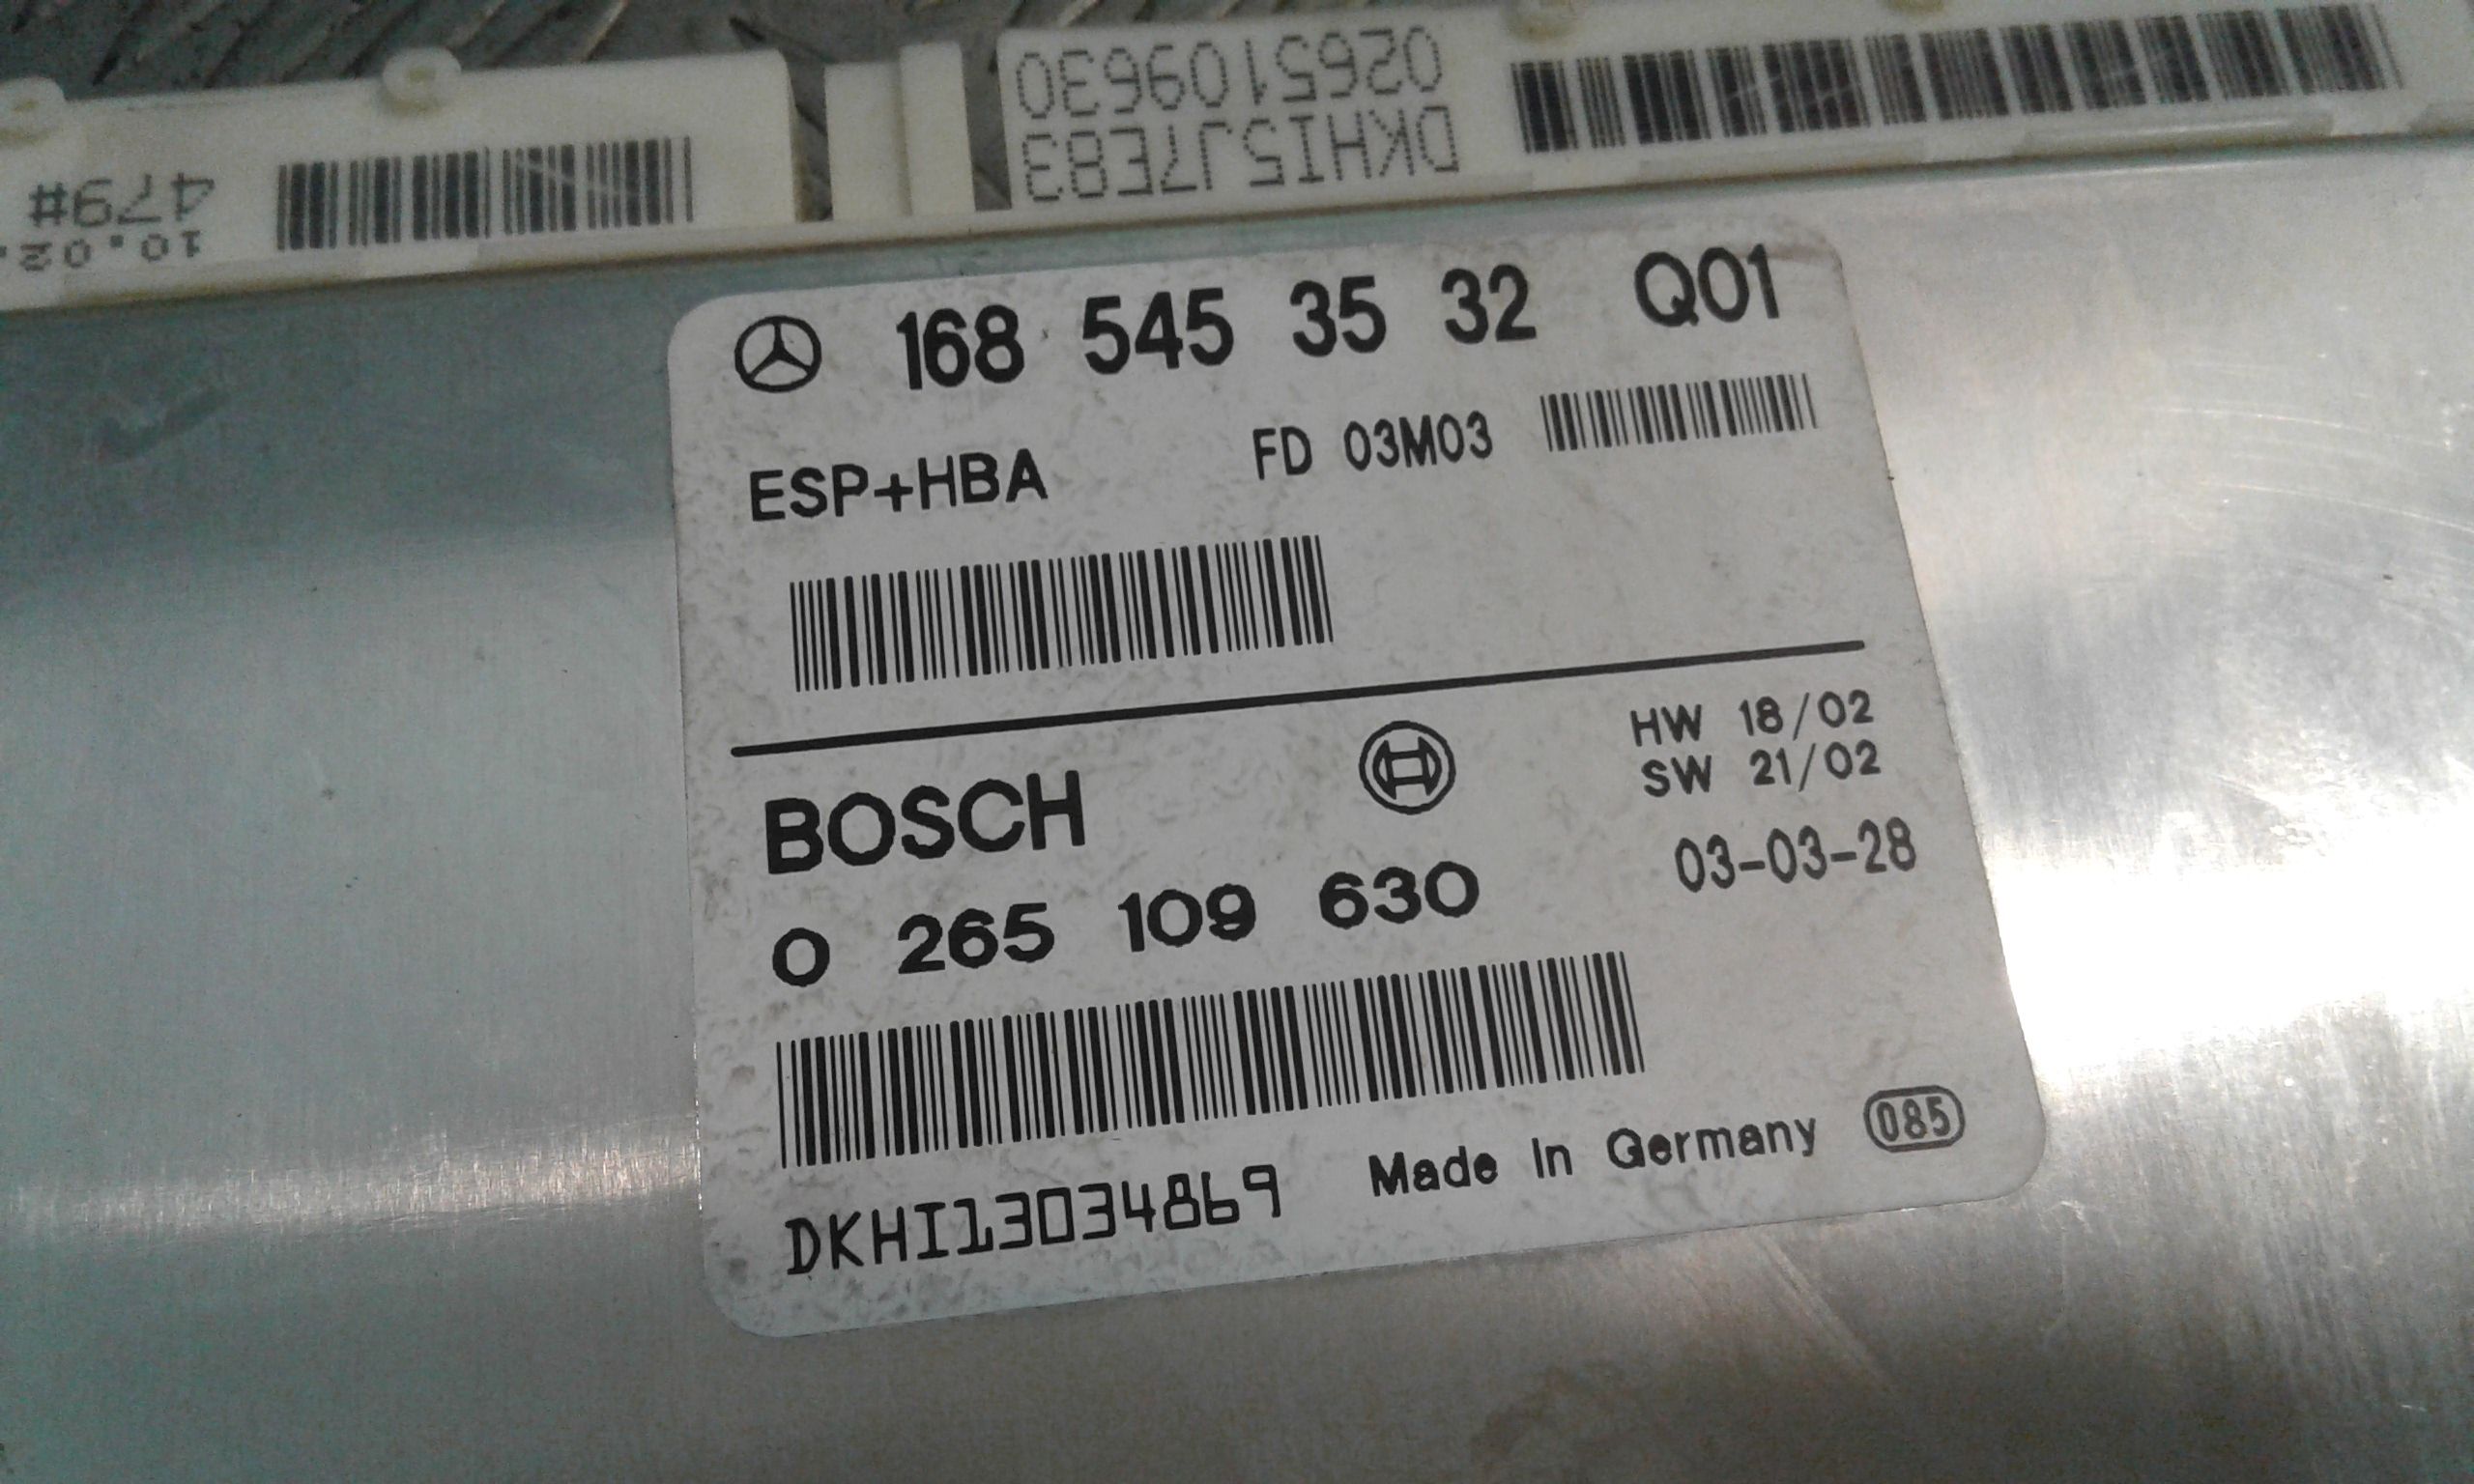 0265109630
DKHI5J7E83
479#
10.02.
168 545 35 32 Q01
ESP+HBA FD 03M03
BOSCH HW 18/02
SW 21/02
0 265 109 630 03-03-28
DKHI13034869 Made In Germany 085